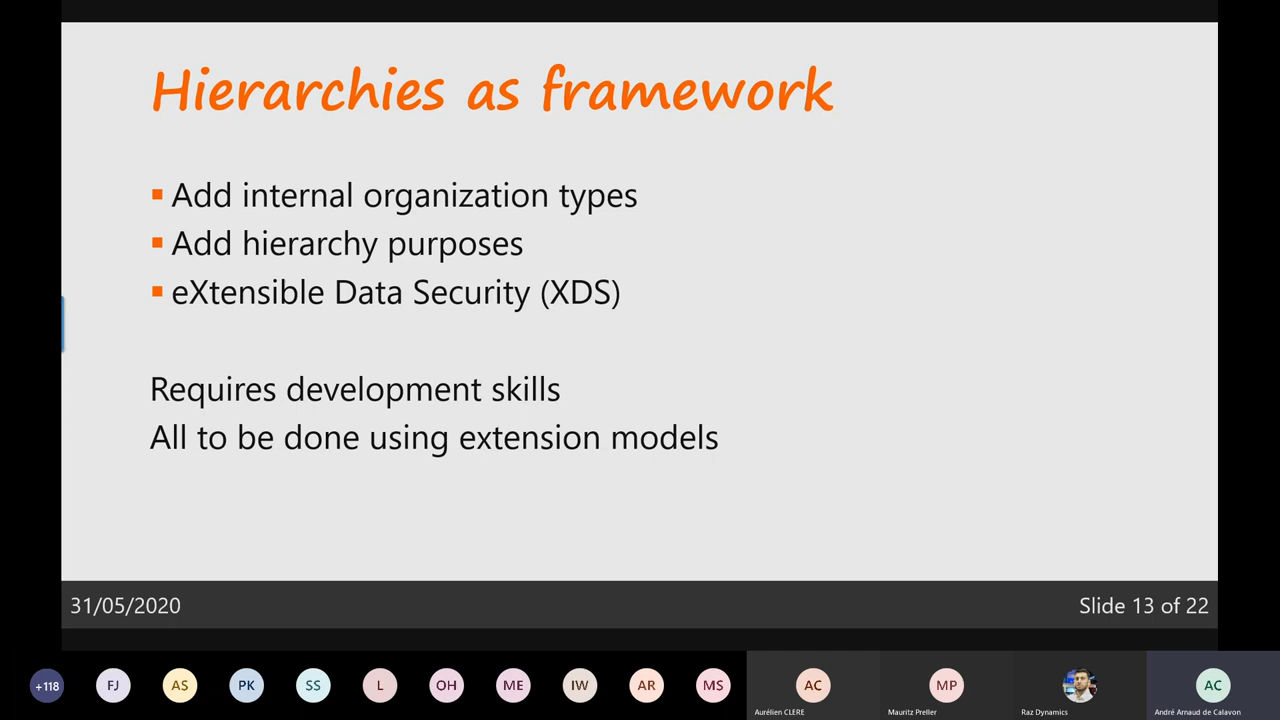 Hierarchies as framework
Add internal organization types
Add hierarchy purposes
eXtensible Data Security (XDS)
Requires development skills
All to be done using extension models
31/05/2020
Slide 13 of 22
+118
FJ
AS
PK
SS
L
OH
ME
IW
AR
MS
AC
MP
AC
Aurélien CLERE
Mauritz Preller
Raz Dynamics
André Arnaud de Calavon